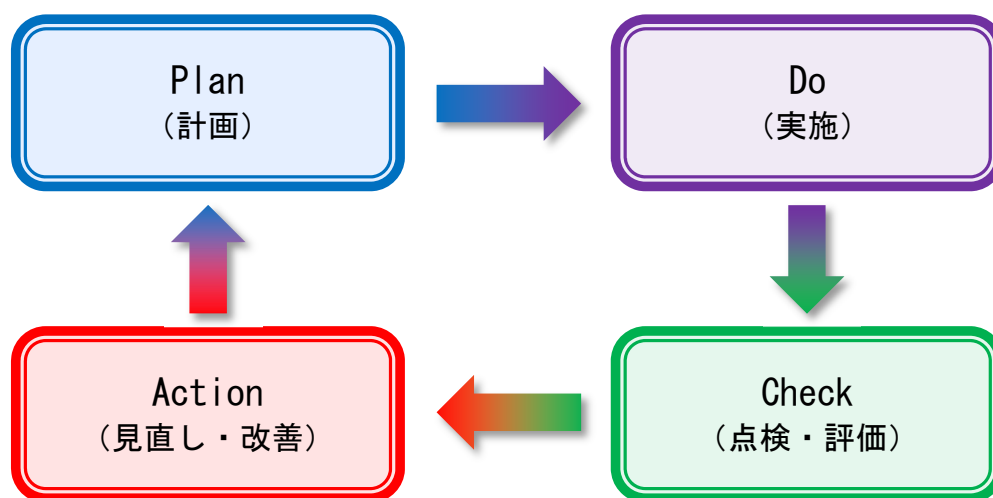 Plan
（計画）
Do
（実施）
Action
（見直し・改善）
Check
（点検・評価）